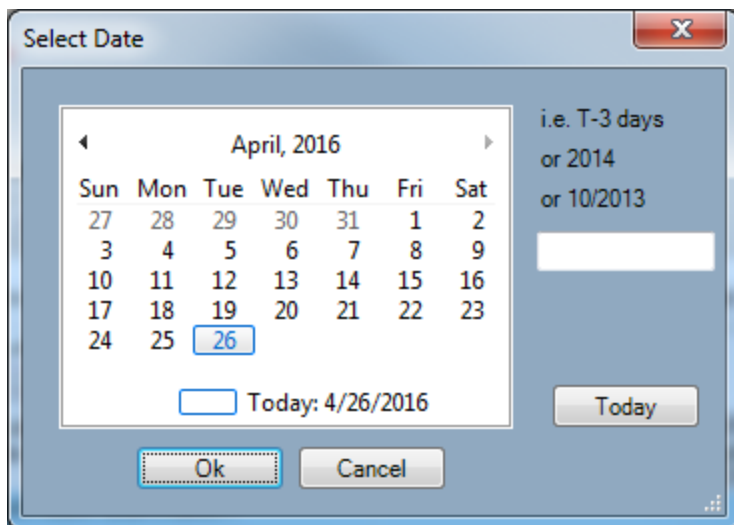 Select Date
April, 2016
Sun Mon Tue Wed Thu Fri Sat
27 28 29 30 31 1 2
3 4 5 6 7 8 9
10 11 12 13 14 15 16
17 18 19 20 21 22 23
24 25 26
Today: 4/26/2016
i.e. T-3 days
or 2014
or 10/2013
Today
Ok Cancel